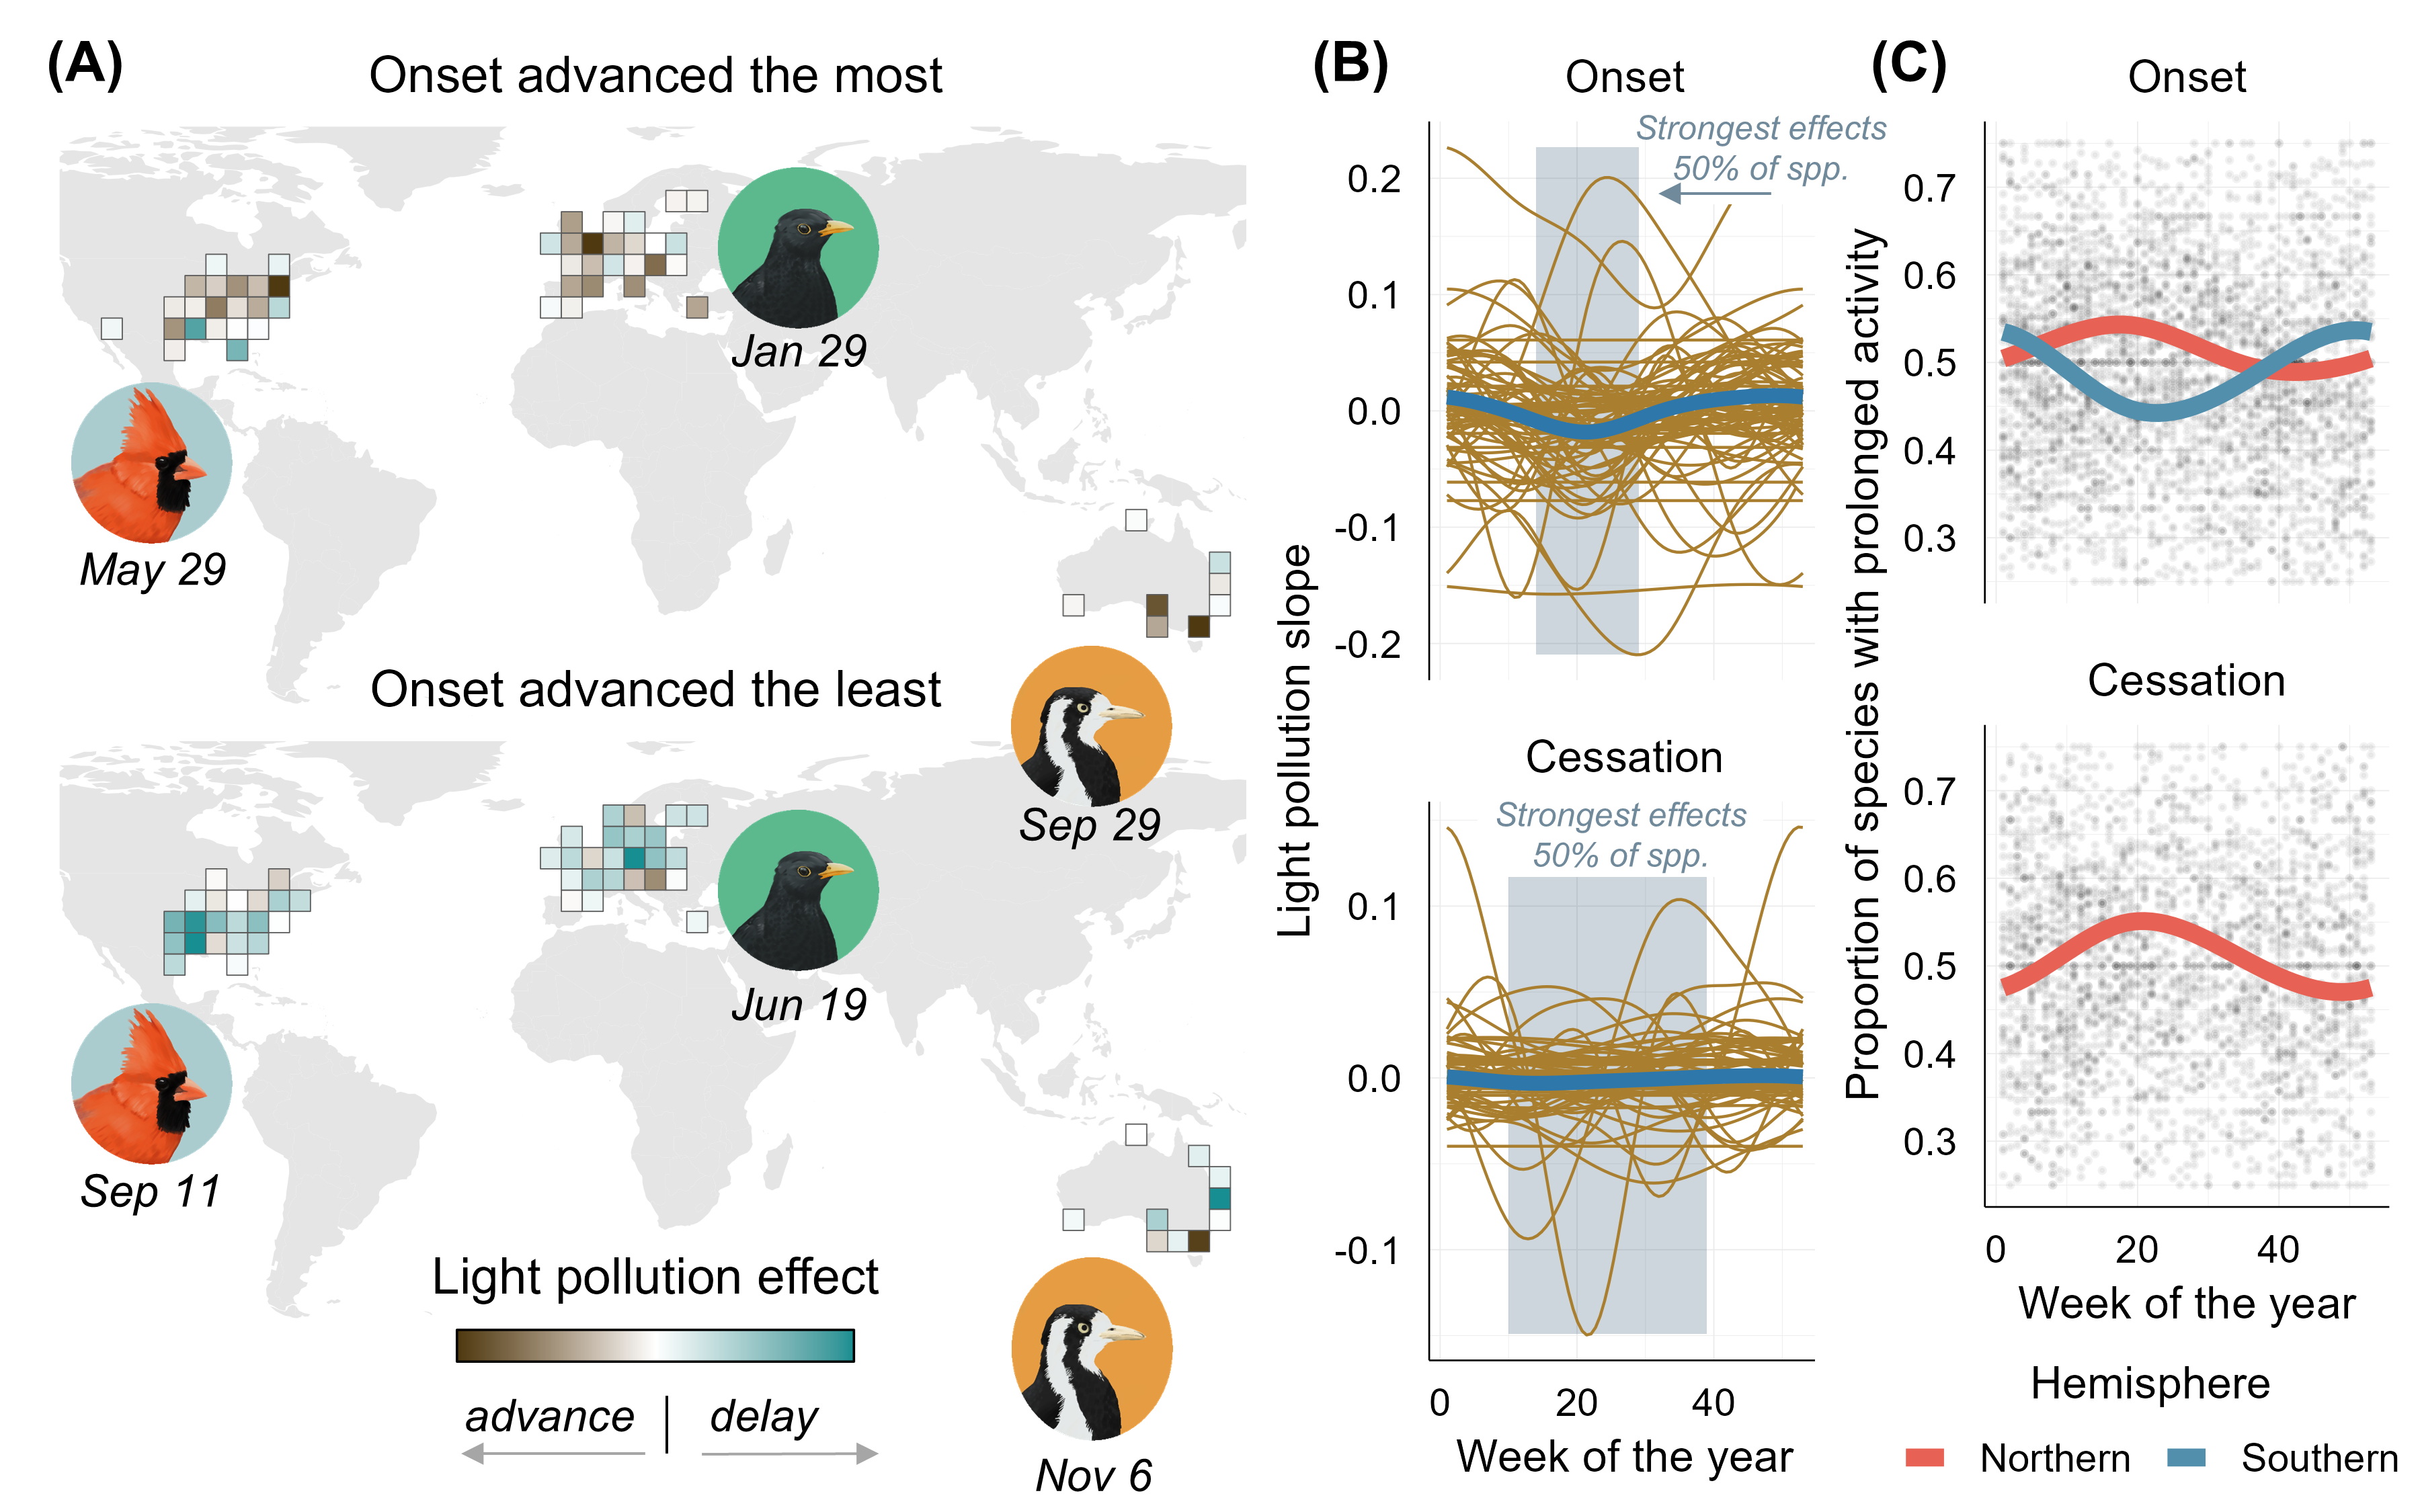 (A)
Onset advanced the most
Jan 29
May 29
Sep 29
Onset advanced the least
Jun 19
Sep 11
Nov 6
Light pollution effect
advance
delay
(B)
Light pollution slope
Onset
Strongest effects
50% of spp.
0.2
0.1
0.0
-0.1
-0.2
Cessation
Strongest effects
50% of spp.
0.1
0.0
-0.1
0 20 40
Week of the year
(C)
Proportion of species with prolonged activity
Onset
0.7
0.6
0.5
0.4
0.3
Cessation
0.7
0.6
0.5
0.4
0.3
0 20 40
Week of the year
Hemisphere
Northern Southern